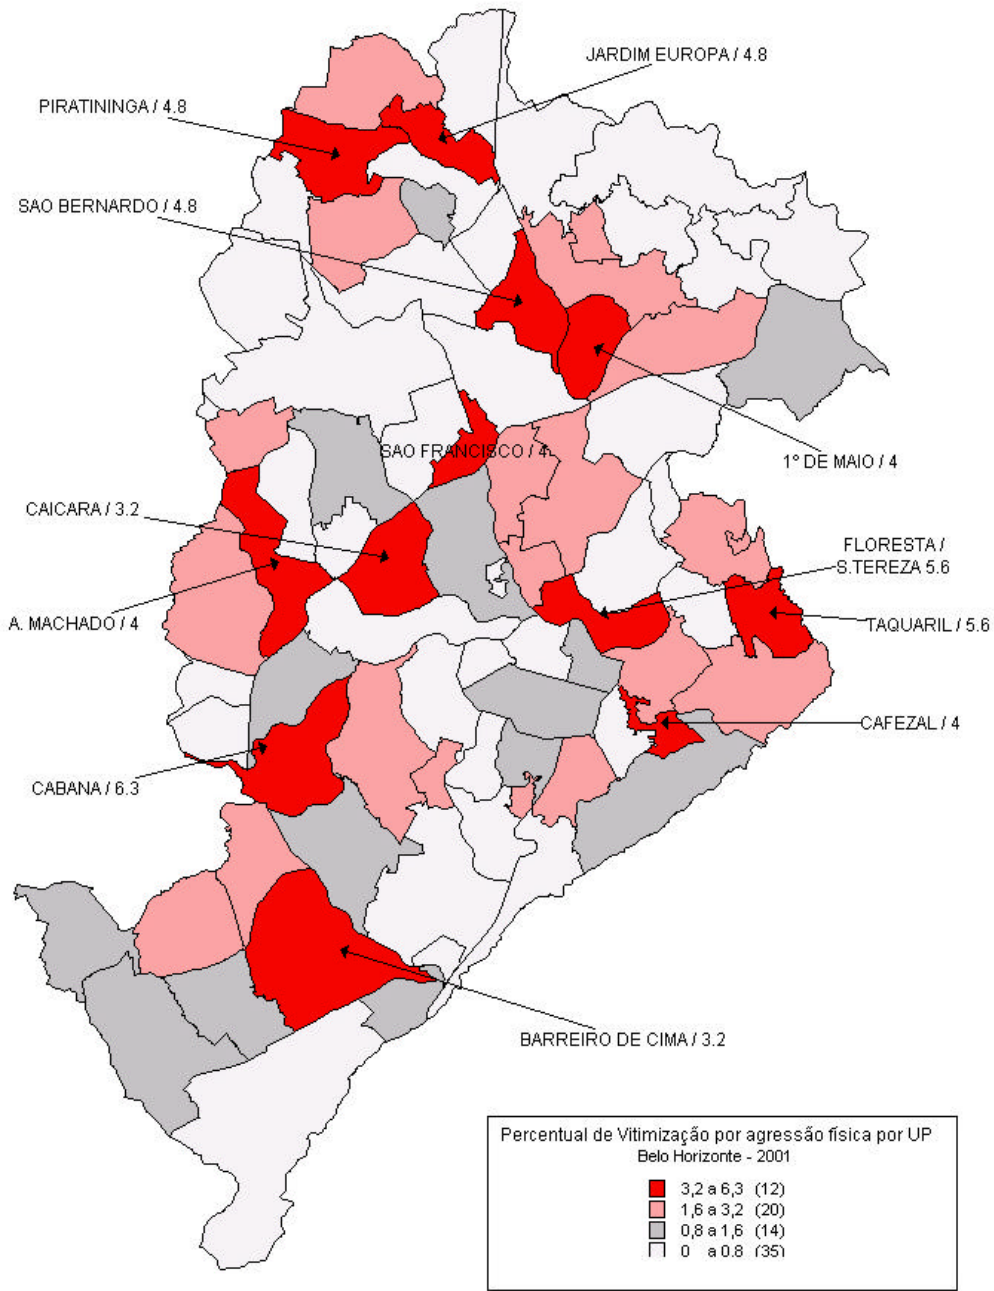 JARDIM EUROPA / 4.8
PIRATININGA / 4.8
SAO BERNARDO / 4.8
SAO FRANCISCO / 4
1º DE MAIO / 4
CAICARA / 3.2
FLORESTA /
S.TEREZA 5.6
A. MACHADO / 4
TAQUARIL / 5.6
CAFEZAL / 4
CABANA / 6.3
BARREIRO DE CIMA / 3.2
Percentual de Vitimização por agressão física por UP
Belo Horizonte - 2001
3,2 a 6,3 (12)
1,6 a 3,2 (20)
0,8 a 1,6 (14)
0 a 0.8 (35)